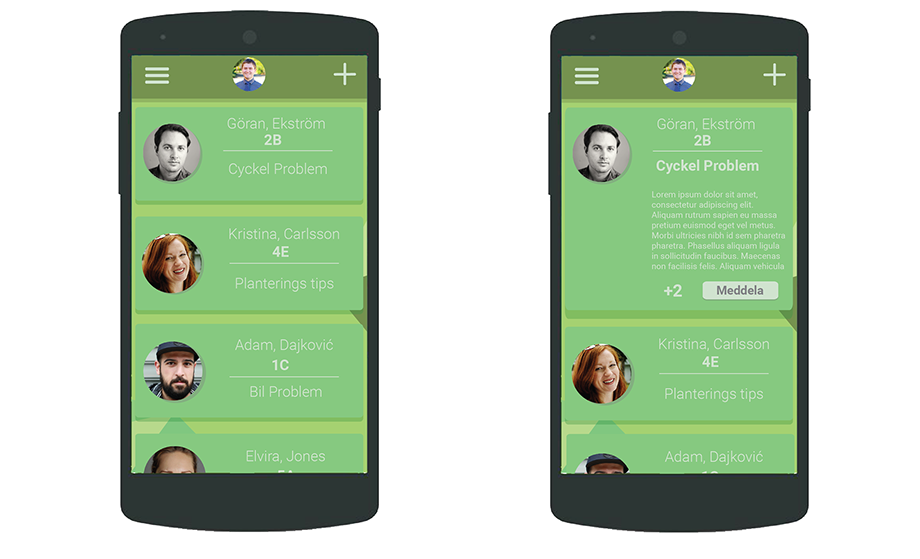 Göran, Ekström
2B
Cyckel Problem
Kristina, Carlsson
4E
Planterings tips
Adam, Dajković
1C
Bil Problem
Elvira, Jones
Göran, Ekström
2B
Cyckel Problem
Lorem ipsum dolor sit amet,
consectetur adipiscing elit.
Aliquam rutrum sapien eu massa
pretium euismod eget vel metus.
Morbi ultricies nibh id sem pharetra
pharetra. Phasellus aliquam ligula
in sollicitudin faucibus. Maecenas
non facilisis felis. Aliquam vehicula
+2 Meddela
Kristina, Carlsson
4E
Planterings tips
Adam, Dajković